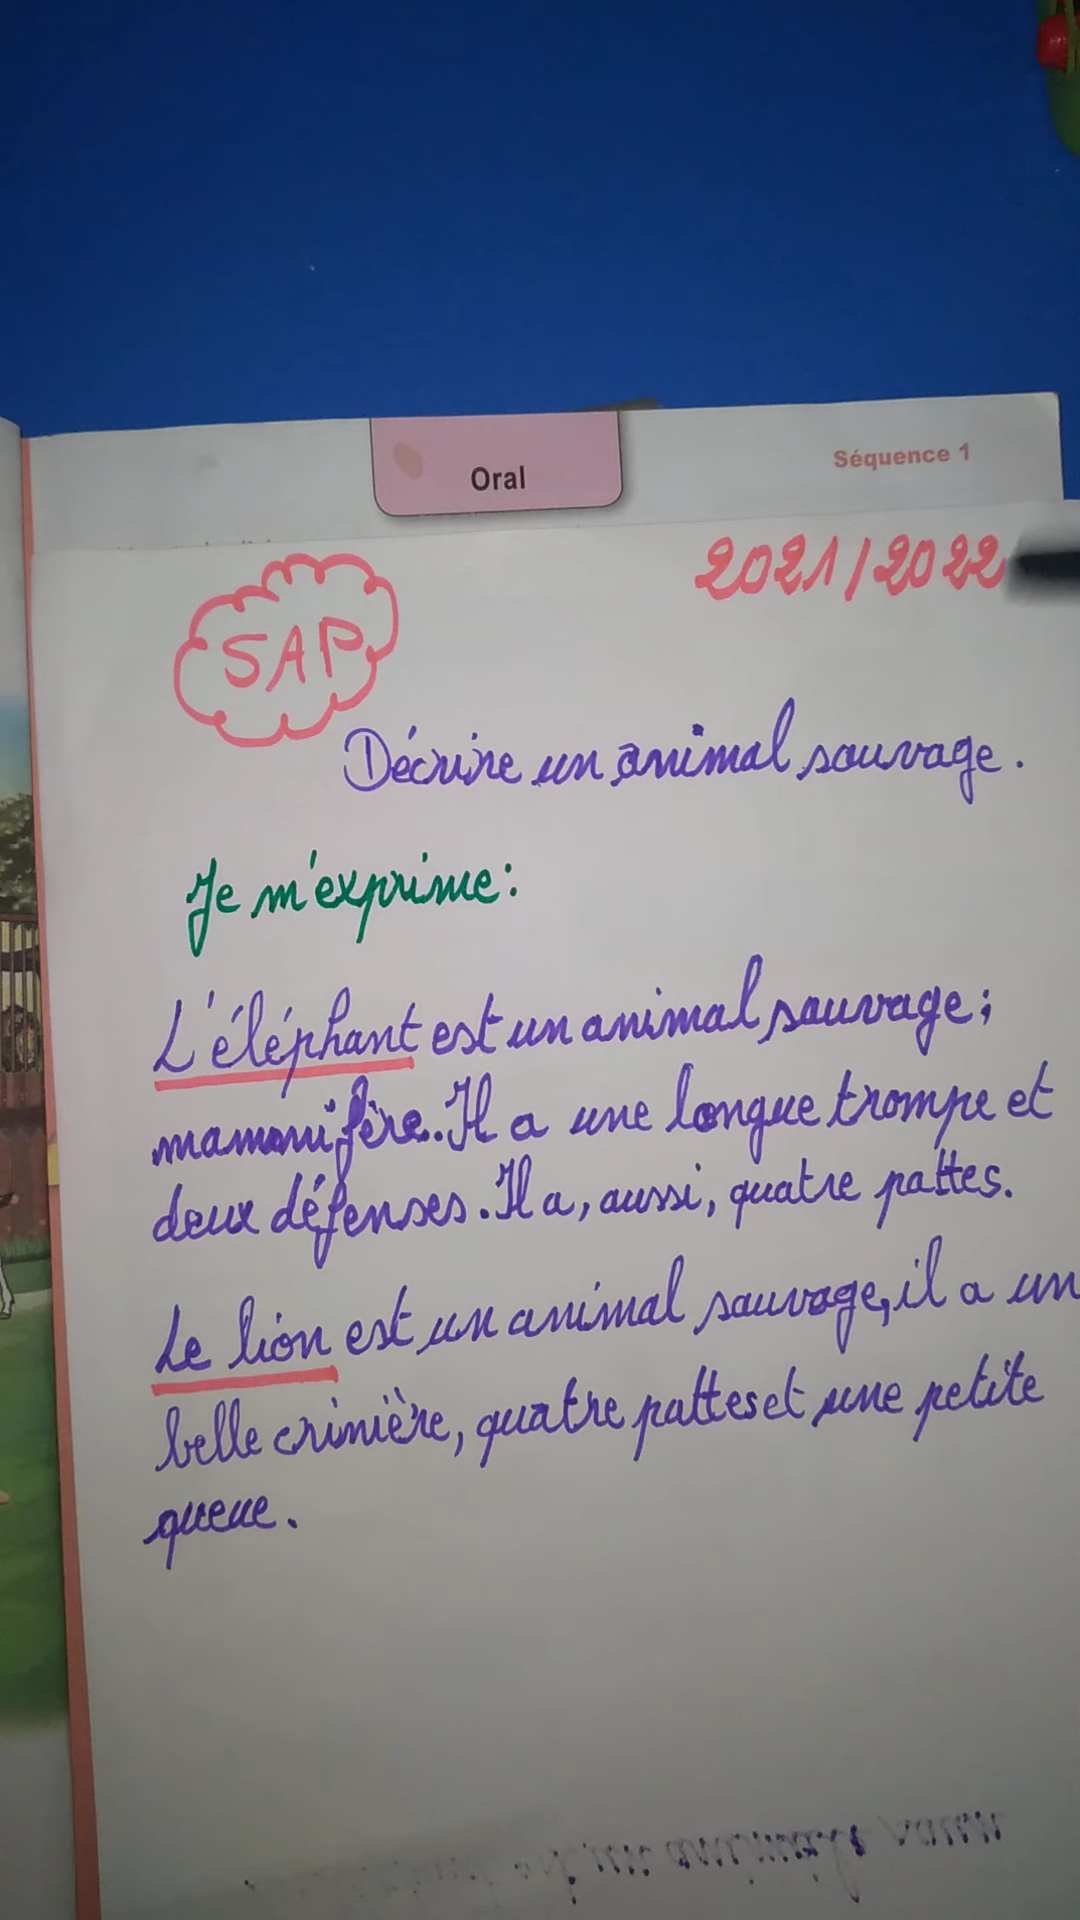 Oral
Séquence 1
2021/2022
SAP
Décrire un animal sauvage.
Je m'exprime:
L'éléphant est un animal sauvage;
mammifère. Il a une longue trompe et
deux défenses. Il a, aussi, quatre pattes.
Le lion est un animal sauvage, il a un
belle crinière, quatre pattes et une petite
queue.